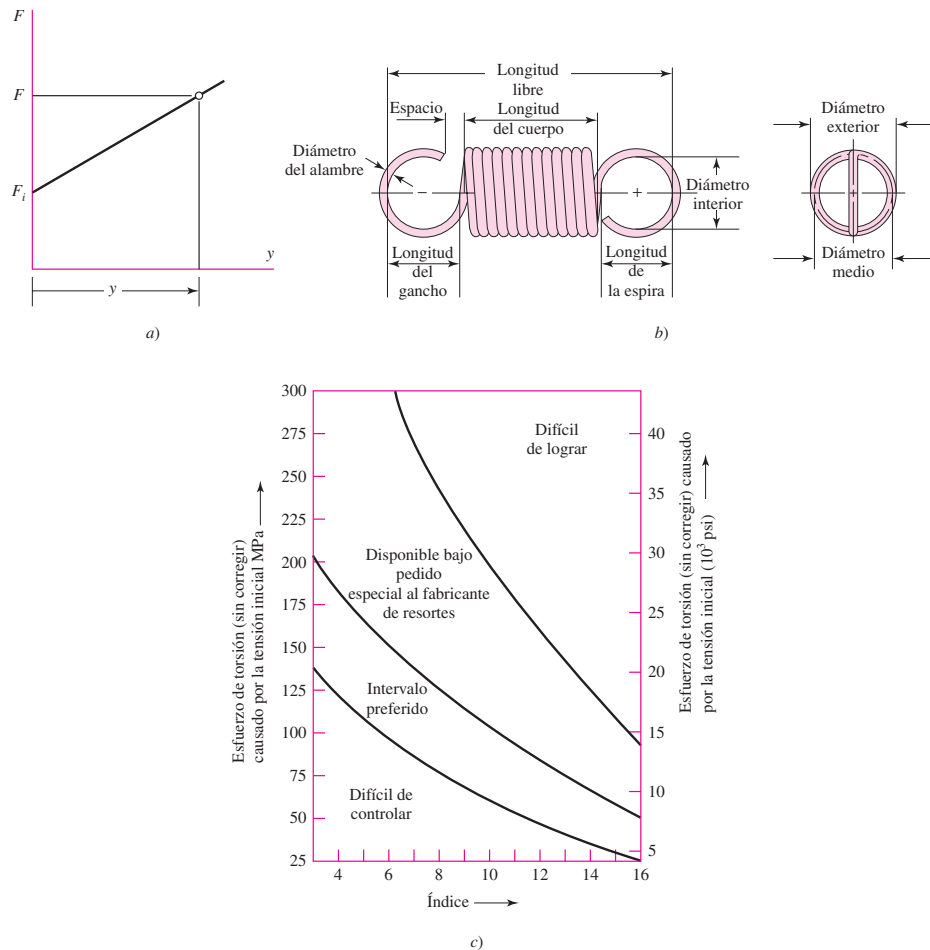 F
F
F_i
y
y
a)
Longitud
libre
Espacio
Longitud
del cuerpo
Diámetro
del alambre
−
+
Diámetro
interior
Longitud
del
gancho
Longitud
de
la espira
Diámetro
exterior
Diámetro
medio
b)
300
275
250
225
200
175
150
125
100
75
50
25
Esfuerzo de torsión (sin corregir)
causado por la tensión inicial MPa
Difícil
de lograr
Disponible bajo
pedido
especial al fabricante
de resortes
Intervalo
preferido
Difícil de
controlar
40
35
30
25
20
15
10
5
Esfuerzo de torsión (sin corregir) causado
por la tensión inicial (10³ psi)
4 6 8 10 12 14 16
Índice
c)